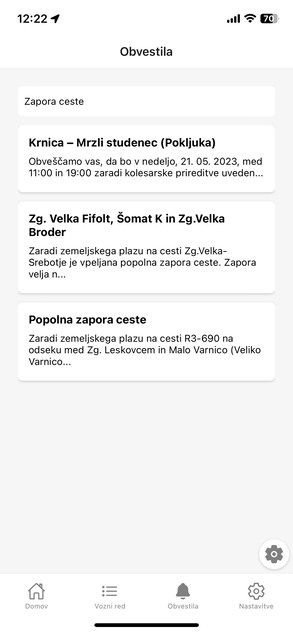 12:22
70
Obvestila
Zapora ceste
Krnica – Mrzli studenec (Pokljuka)
Obveščamo vas, da bo v nedeljo, 21. 05. 2023, med
11:00 in 19:00 zaradi kolesarske prireditve uveden...
Zg. Velka Fifolt, Šomat K in Zg.Velka
Broder
Zaradi zemeljskega plazu na cesti Zg.Velka-
Srebotje je vpeljana popolna zapora ceste. Zapora
velja n...
Popolna zapora ceste
Zaradi zemeljskega plazu na cesti R3-690 na
odseku med Zg. Leskovcem in Malo Varnico (Veliko
Varnico...
Domov
Vozni red
Obvestila
Nastavitve